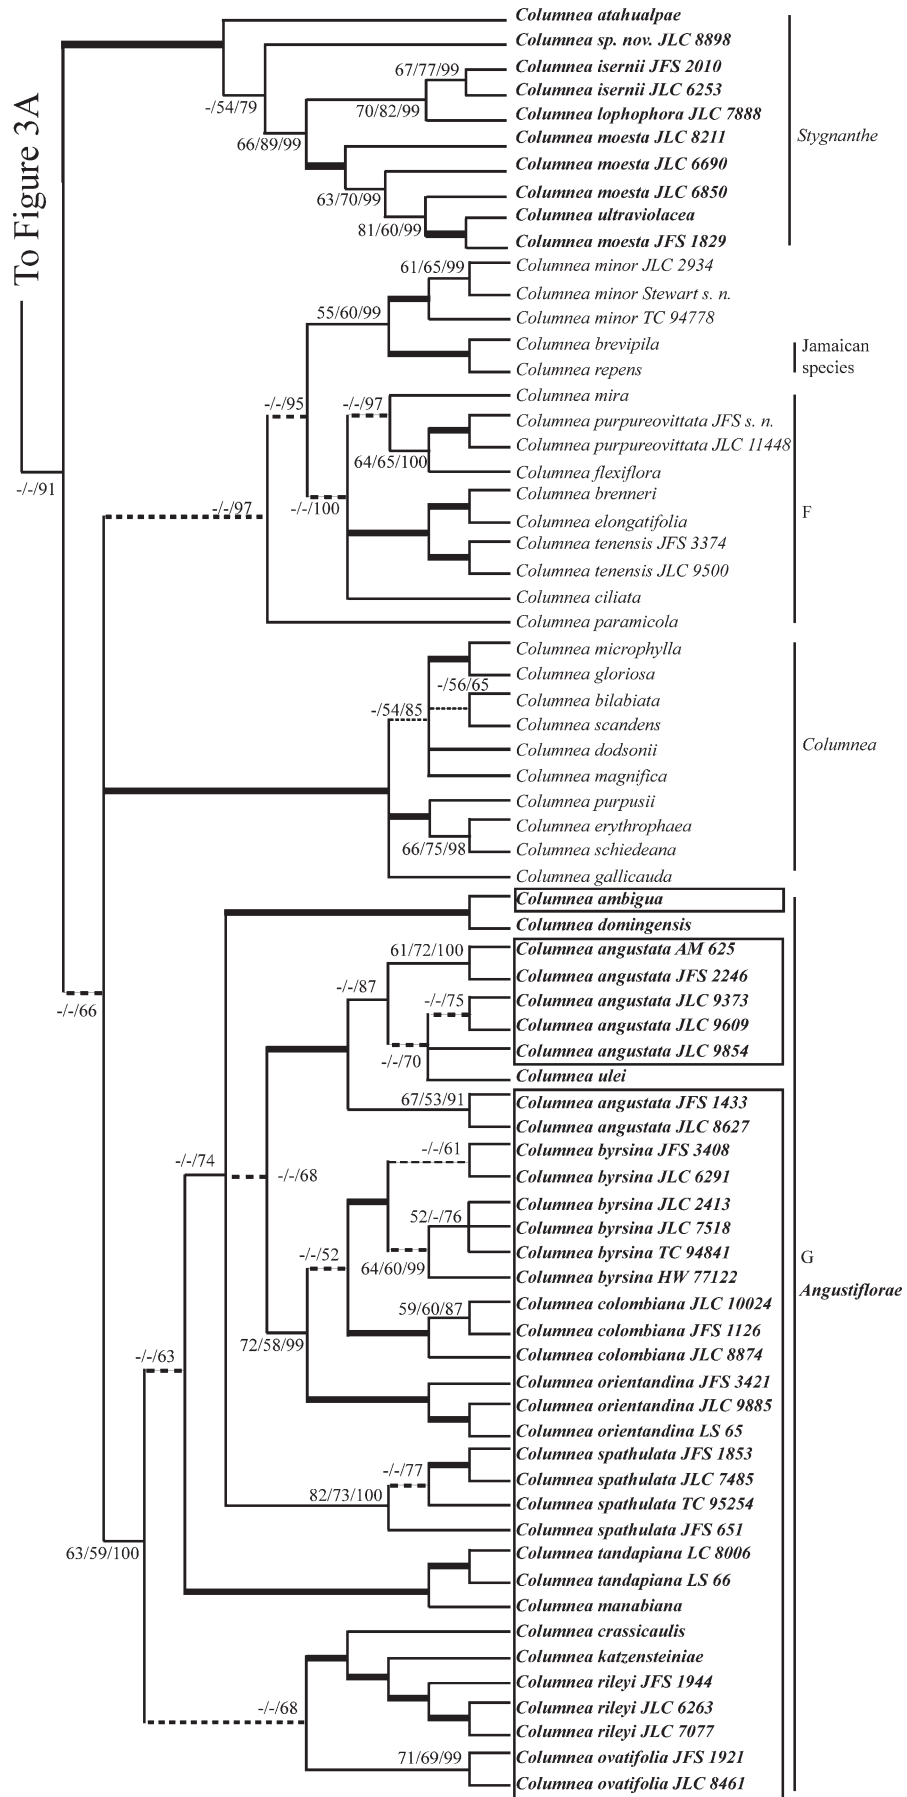 To Figure 3A
Columnea atahualpae
Columnea sp. nov. JLC 8898
Columnea isernii JFS 2010
67/77/99
Columnea isernii JLC 6253
-/54/79
70/82/99
Columnea lophophora JLC 7888
Columnea moesta JLC 8211
Stygnanthe
66/89/99
Columnea moesta JLC 6690
63/70/99
Columnea moesta JLC 6850
Columnea ultraviolacea
81/60/99
Columnea moesta JFS 1829
Columnea minor JLC 2934
61/65/99
Columnea minor Stewart s. n.
55/60/99
Columnea minor TC 94778
Columnea brevipila
Jamaican
species
Columnea repens
Columnea mira
-/-/95
-/-/97
Columnea purpureovittata JFS s. n.
Columnea purpureovittata JLC 11448
64/65/100
Columnea flexiflora
-/-/91
Columnea brenneri
-/-/97
-/-/100
F
Columnea elongatifolia
Columnea tenensis JFS 3374
Columnea tenensis JLC 9500
Columnea ciliata
Columnea paramicola
Columnea microphylla
Columnea gloriosa
-/56/65
Columnea bilabiata
-/54/85
Columnea scandens
Columnea
Columnea dodsonii
Columnea magnifica
Columnea purpusii
Columnea erythrophaea
66/75/98
Columnea schiedeana
Columnea gallicauda
Columnea ambigua
Columnea domingensis
61/72/100
Columnea angustata AM 625
Columnea angustata JFS 2246
-/-/87
-/-/75
Columnea angustata JLC 9373
-/-/66
Columnea angustata JLC 9609
Columnea angustata JLC 9854
-/-/70
Columnea ulei
67/53/91
Columnea angustata JFS 1433
Columnea angustata JLC 8627
-/-/61
Columnea byrsina JFS 3408
-/-/74
-/-/68
Columnea byrsina JLC 6291
Columnea byrsina JLC 2413
52/-/76
Columnea byrsina JLC 7518
-/-/52
Columnea byrsina TC 94841
G
64/60/99
Columnea byrsina HW 77122
Angustiflorae
59/60/87
Columnea colombiana JLC 10024
Columnea colombiana JFS 1126
72/58/99
Columnea colombiana JLC 8874
-/-/63
Columnea orientandina JFS 3421
Columnea orientandina JLC 9885
Columnea orientandina LS 65
Columnea spathulata JFS 1853
-/-/77
Columnea spathulata JLC 7485
82/73/100
Columnea spathulata TC 95254
Columnea spathulata JFS 651
63/59/100
Columnea tandapiana LC 8006
Columnea tandapiana LS 66
Columnea manabiana
Columnea crassicaulis
Columnea katzensteiniae
Columnea rileyi JFS 1944
-/-/68
Columnea rileyi JLC 6263
Columnea rileyi JLC 7077
71/69/99
Columnea ovatifolia JFS 1921
Columnea ovatifolia JLC 8461